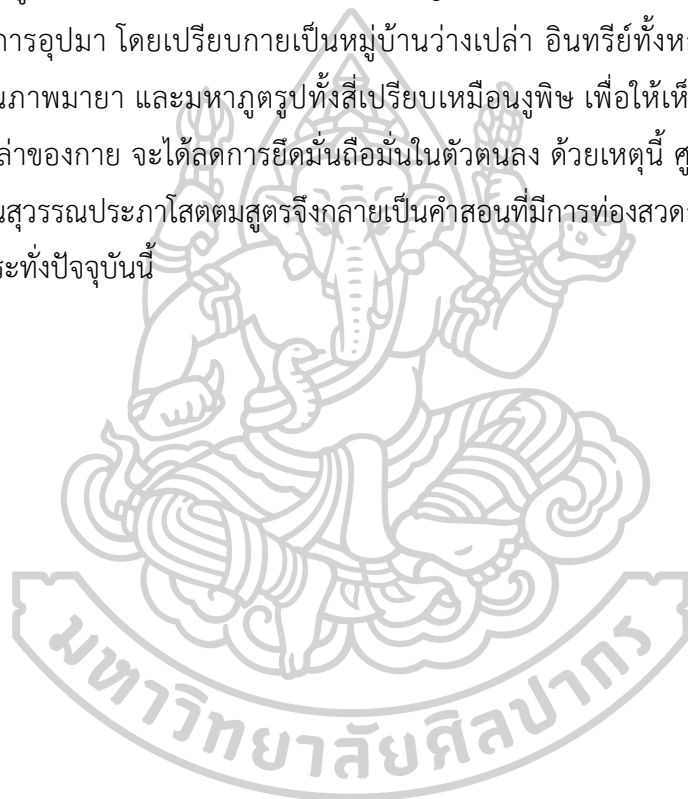 การอุปมา โดยเปรียบกายเป็นหมู่บ้านว่างเปล่า อินทรีย์ทั้งห
นภาพมายา และมหาภูตรูปทั้งสี่เปรียบเหมือนงูพิษ เพื่อให้เห็
ล่าของกาย จะได้ลดการยึดมั่นถือมั่นในตัวตนลง ด้วยเหตุนี้ ศู
นสุวรรณประภาโสตตมสูตรจึงกลายเป็นคำสอนที่มีการท่องสวด
ระทั่งปัจจุบันนี้
มหาวิทยาลัยศิลปากร